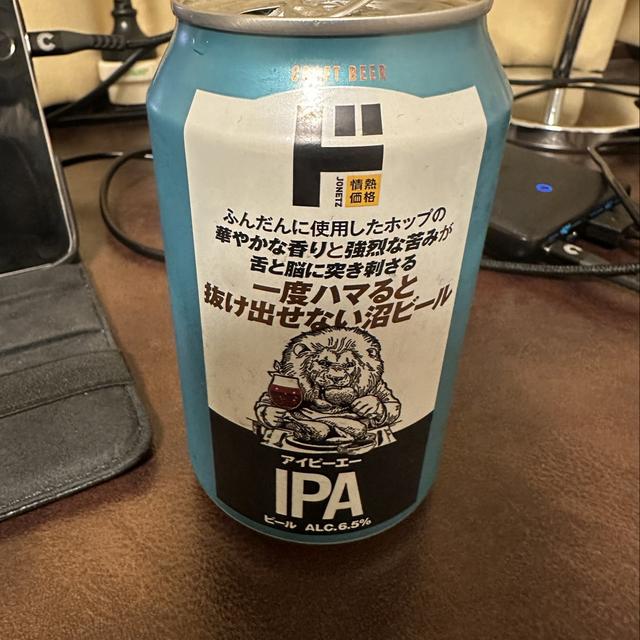 CRAFT BEER
ド
JONETZ
情熱
価格
ふんだんに使用したホップの
華やかな香りと強烈な苦みが
舌と脳に突き刺さる
一度ハマると
抜け出せない沼ビール
アイピーエー
IPA
ビール ALC.6.5%